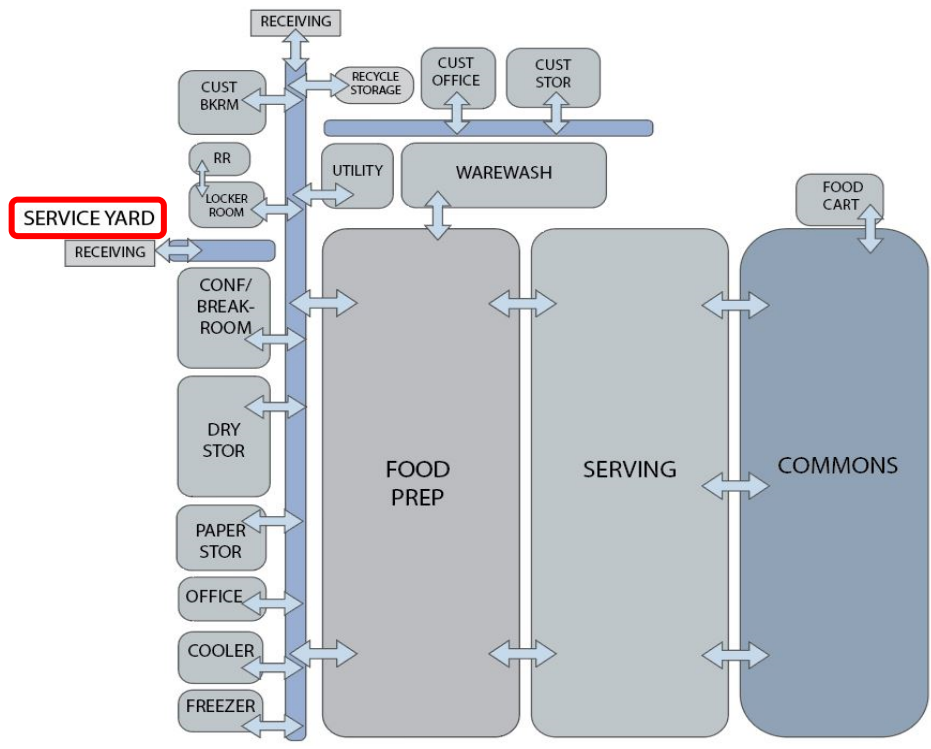 RECEIVING
CUST
BKRM
RECYCLE
STORAGE
CUST
OFFICE
CUST
STOR
RR
LOCKER
ROOM
UTILITY
WAREWASH
FOOD
CART
SERVICE YARD
RECEIVING
CONF/
BREAK-
ROOM
DRY
STOR
PAPER
STOR
OFFICE
COOLER
FREEZER
FOOD
PREP
SERVING
COMMONS